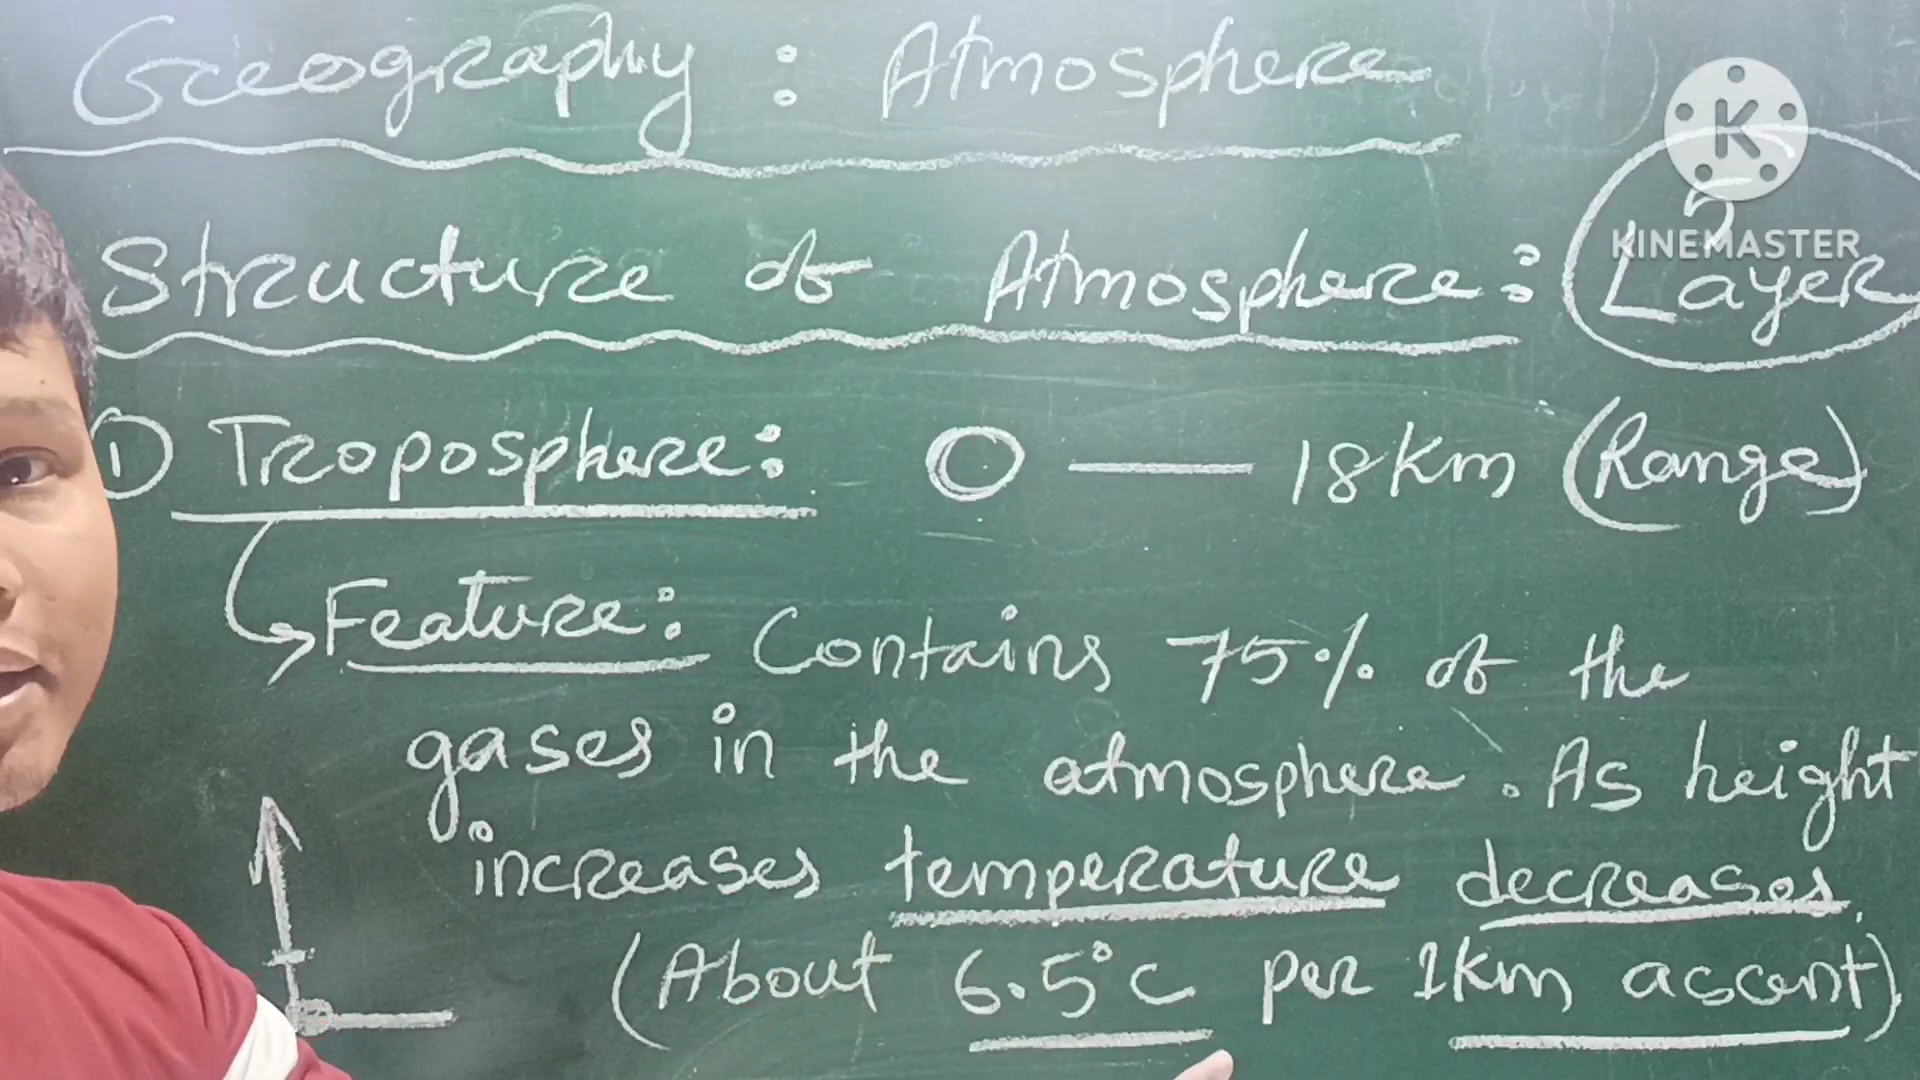 Geography : Atmosphere
Structure of Atmosphere:
Layer
K
KINEMASTER
① Troposphere: 0 — 18 Km (Range)
Feature: Contains 75% of the
gases in the atmosphere. As height
increases temperature decreases.
(About 6.5°C per 1km ascent)